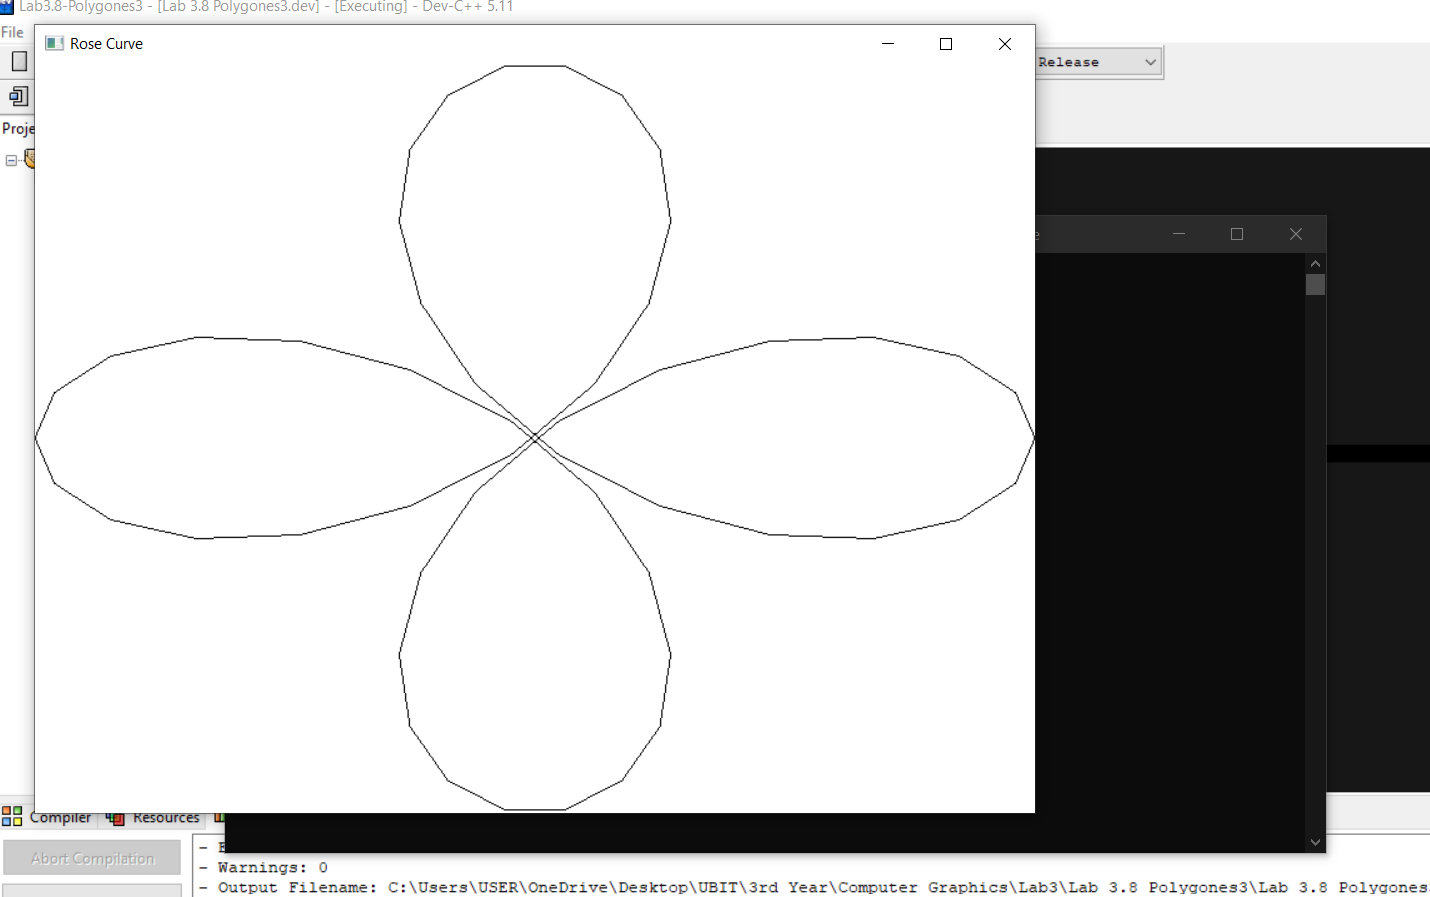 Lab3.8-Polygones3 - [Lab 3.8 Polygones3.dev] - [Executing] - Dev-C++ 5.11
File
Rose Curve
Release
Proje
e
Compiler
Resources
Abort Compilation
- E
- Warnings: 0
- Output Filename: C:\Users\USER\OneDrive\Desktop\UBIT\3rd Year\Computer Graphics\Lab3\Lab 3.8 Polygones3\Lab 3.8 Polygones